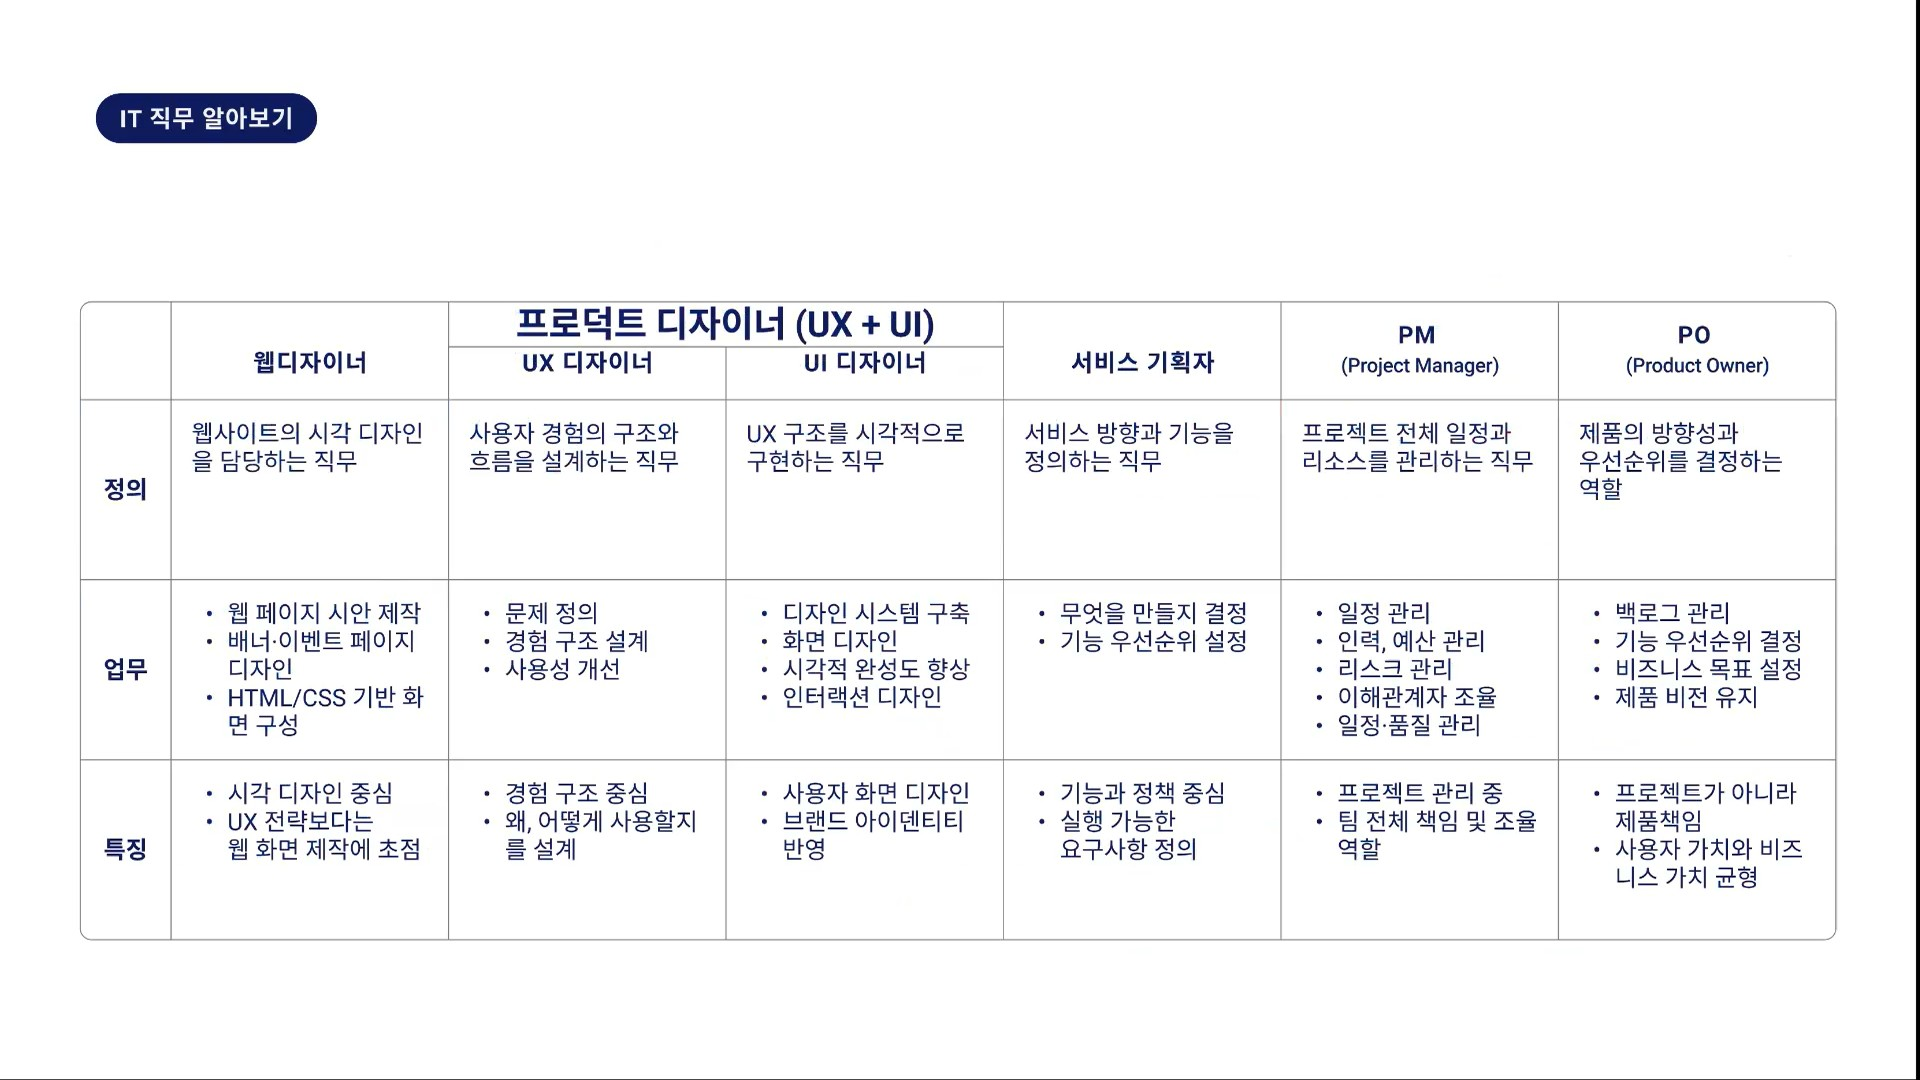 IT 직무 알아보기
프로덕트 디자이너 (UX + UI)
웹디자이너
UX 디자이너
UI 디자이너
서비스 기획자
PM
(Project Manager)
PO
(Product Owner)
정의
웹사이트의 시각 디자인
을 담당하는 직무
사용자 경험의 구조와
흐름을 설계하는 직무
UX 구조를 시각적으로
구현하는 직무
서비스 방향과 기능을
정의하는 직무
프로젝트 전체 일정과
리소스를 관리하는 직무
제품의 방향성과
우선순위를 결정하는
역할
업무
• 웹 페이지 시안 제작
• 배너·이벤트 페이지
디자인
• HTML/CSS 기반 화
면 구성
• 문제 정의
• 경험 구조 설계
• 사용성 개선
• 디자인 시스템 구축
• 화면 디자인
• 시각적 완성도 향상
• 인터랙션 디자인
• 무엇을 만들지 결정
• 기능 우선순위 설정
• 일정 관리
• 인력, 예산 관리
• 리스크 관리
• 이해관계자 조율
• 일정·품질 관리
• 백로그 관리
• 기능 우선순위 결정
• 비즈니스 목표 설정
• 제품 비전 유지
특징
• 시각 디자인 중심
• UX 전략보다는
웹 화면 제작에 초점
• 경험 구조 중심
• 왜, 어떻게 사용할지
를 설계
• 사용자 화면 디자인
• 브랜드 아이덴티티
반영
• 기능과 정책 중심
• 실행 가능한
요구사항 정의
• 프로젝트 관리 중
• 팀 전체 책임 및 조율
역할
• 프로젝트가 아니라
제품책임
• 사용자 가치와 비즈
니스 가치 균형